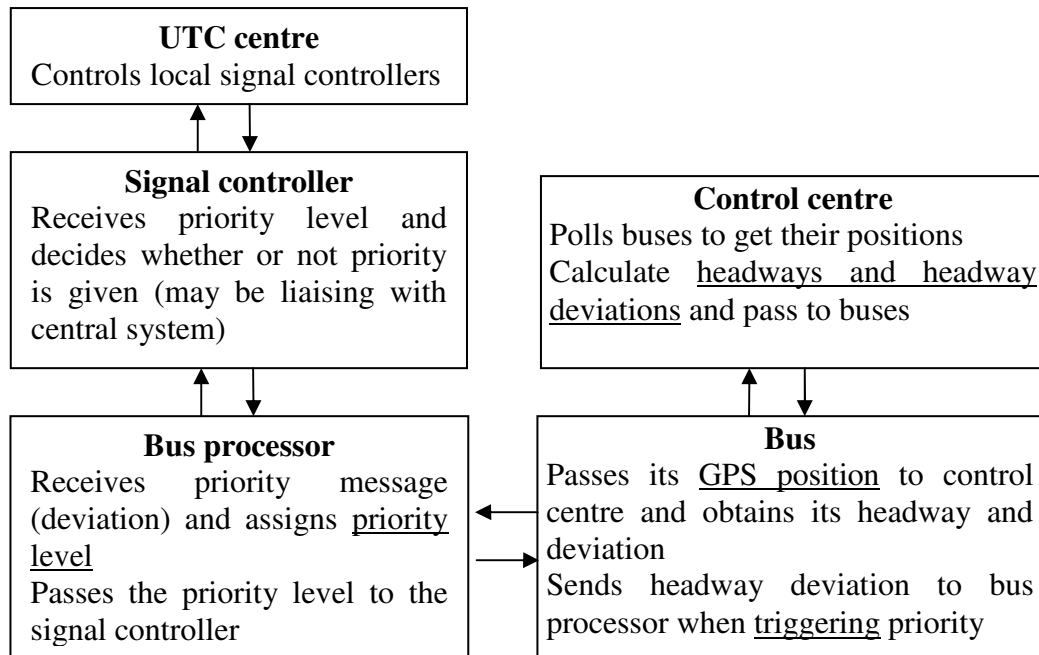 UTC centre
Controls local signal controllers
Signal controller
Receives priority level and
decides whether or not priority
is given (may be liaising with
central system)
Control centre
Polls buses to get their positions
Calculate headways and headway
deviations and pass to buses
Bus processor
Receives priority message
(deviation) and assigns priority
level
Passes the priority level to the
signal controller
Bus
Passes its GPS position to control
centre and obtains its headway and
deviation
Sends headway deviation to bus
processor when triggering priority